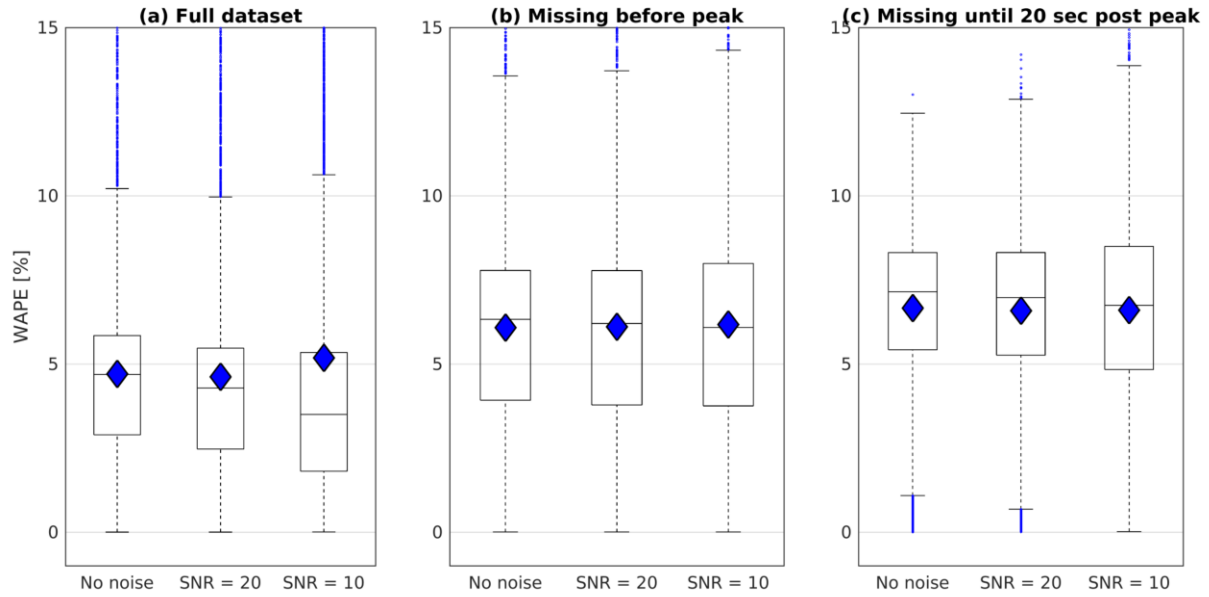 (a) Full dataset
(b) Missing before peak
(c) Missing until 20 sec post peak
WAPE [%]
15
10
5
0
No noise
SNR = 20
SNR = 10
15
10
5
0
No noise
SNR = 20
SNR = 10
15
10
5
0
No noise
SNR = 20
SNR = 10